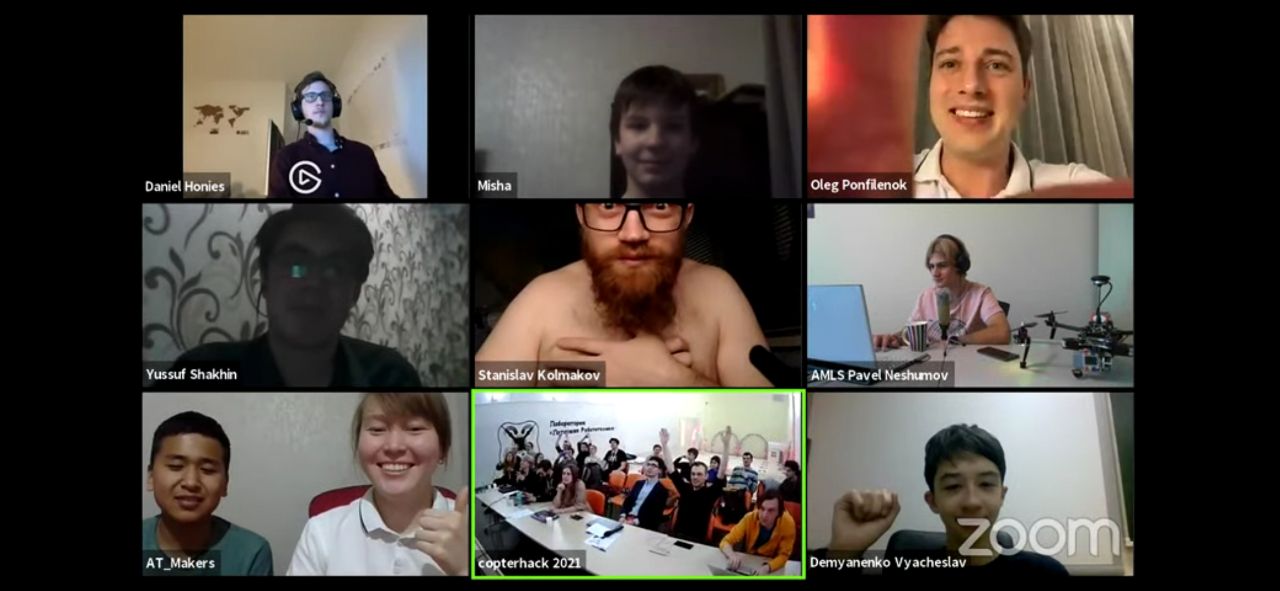 Daniel Honies
Misha
Oleg Ponfilenok
Yussuf Shakhin
Stanislav Kolmakov
AMLS Pavel Neshumov
AT_Makers
Лаборатория
«Летающая Робототехника»
copterhack 2021
zoom
Demyanenko Vyacheslav